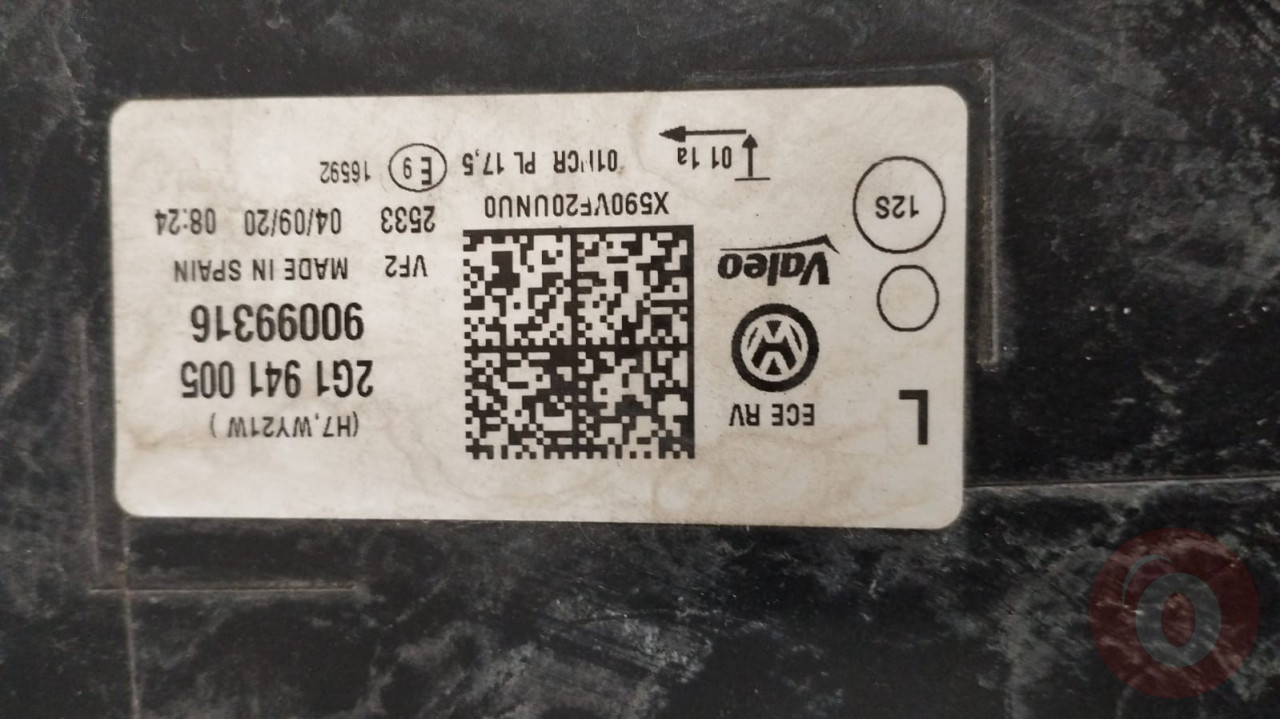 L
ECE RV
(H7,WY21W )
2G1 941 005
90099316
Valeo
VF2 MADE IN SPAIN
12S
X590VF20UNU0
2533 04/09/20 08:24
01 1a
CR PL 17,5
E 9
16592